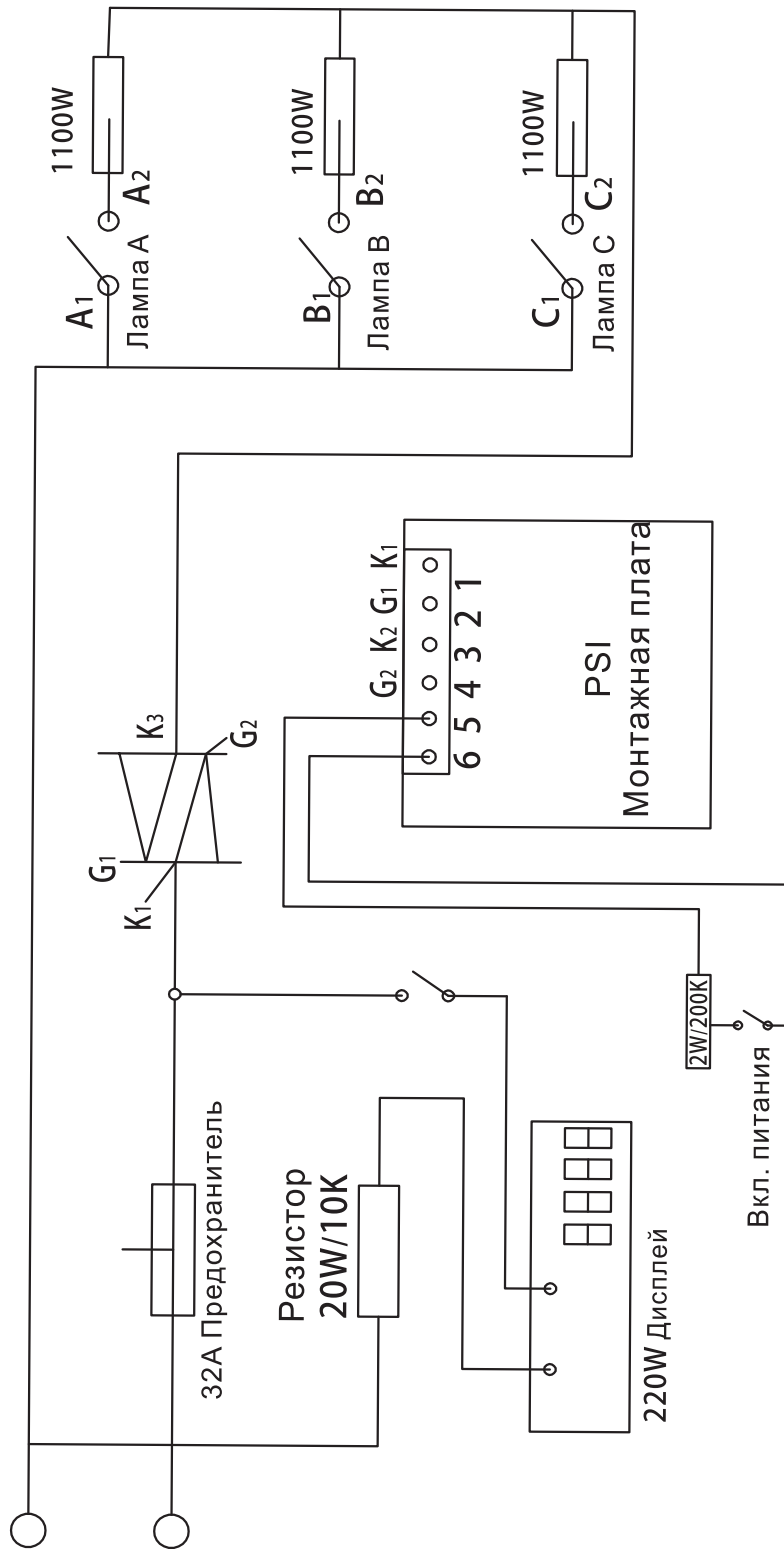 1100W
A2
A1
Лампа A
1100W
B2
B1
Лампа B
1100W
C2
C1
Лампа C
K3
G2
G1
K1
G2 K2 G1 K1
6 5 4 3 2 1
PSI
Монтажная плата
32A Предохранитель
Резистор
20W/10K
220W Дисплей
2W/200K
Вкл. питания